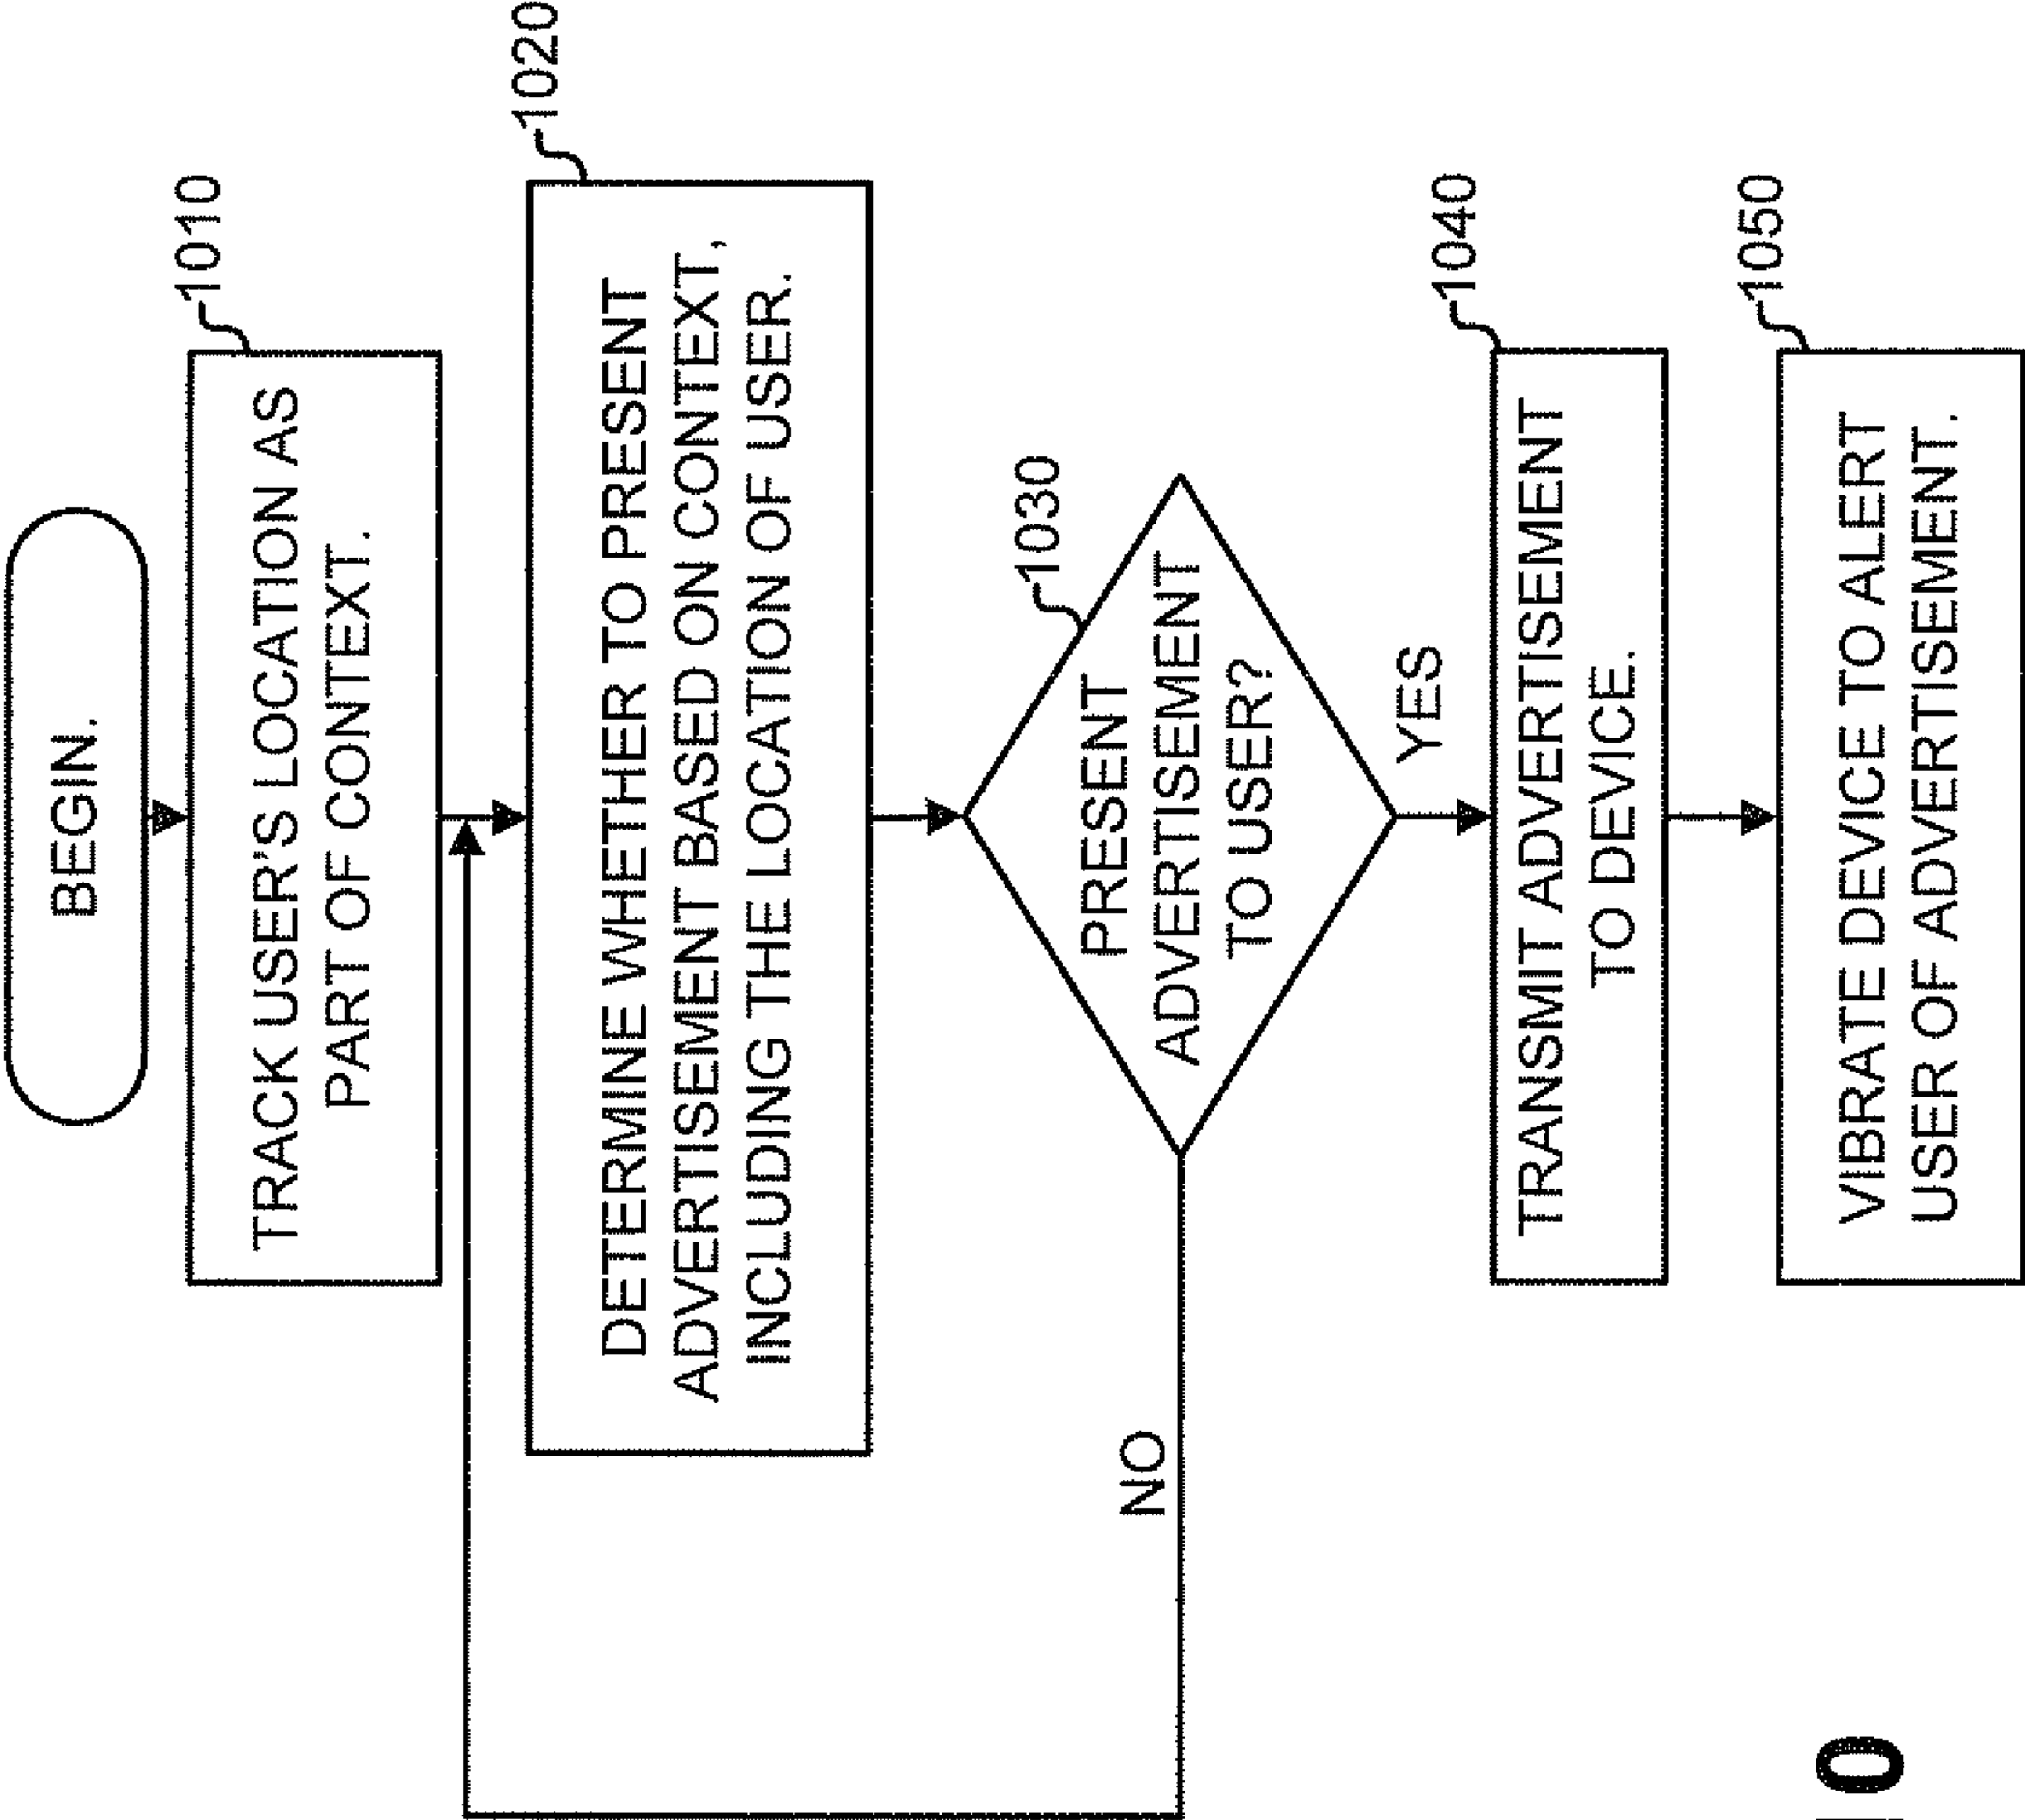 BEGIN.
1010
TRACK USER'S LOCATION AS
PART OF CONTEXT.
1020
DETERMINE WHETHER TO PRESENT
ADVERTISEMENT BASED ON CONTEXT,
INCLUDING THE LOCATION OF USER.
1030
PRESENT
ADVERTISEMENT
TO USER?
NO
YES
1040
TRANSMIT ADVERTISEMENT
TO DEVICE.
1050
VIBRATE DEVICE TO ALERT
USER OF ADVERTISEMENT.
0